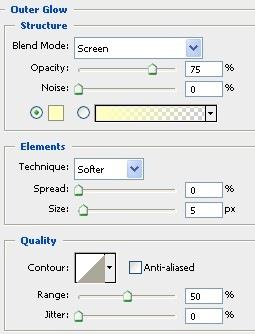 Outer Glow
Structure
Blend Mode: Screen
Opacity: 75 %
Noise: 0 %
Elements
Technique: Softer
Spread: 0 %
Size: 5 px
Quality
Contour: Anti-aliased
Range: 50 %
Jitter: 0 %